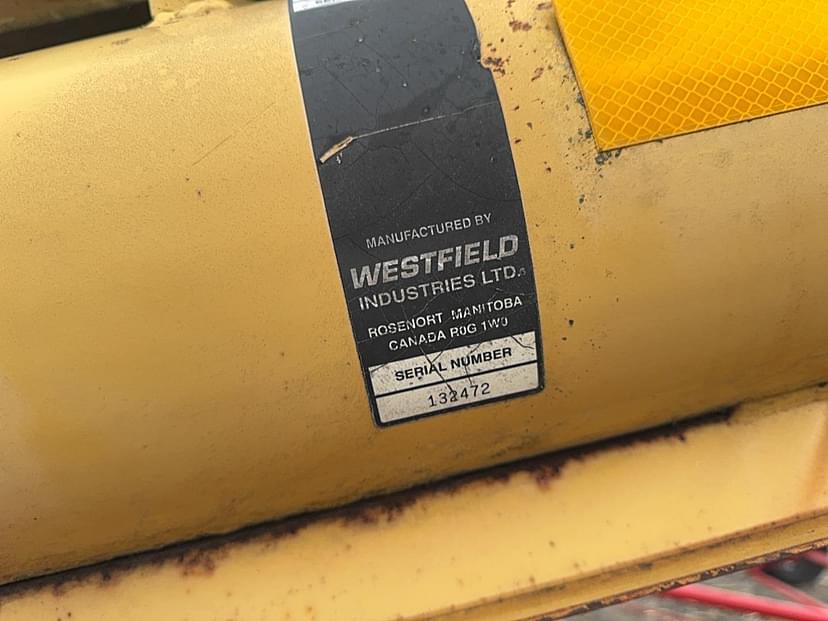 MANUFACTURED BY
WESTFIELD
INDUSTRIES LTD.
ROSENORT MANITOBA
CANADA R0G 1W0
SERIAL NUMBER
132472